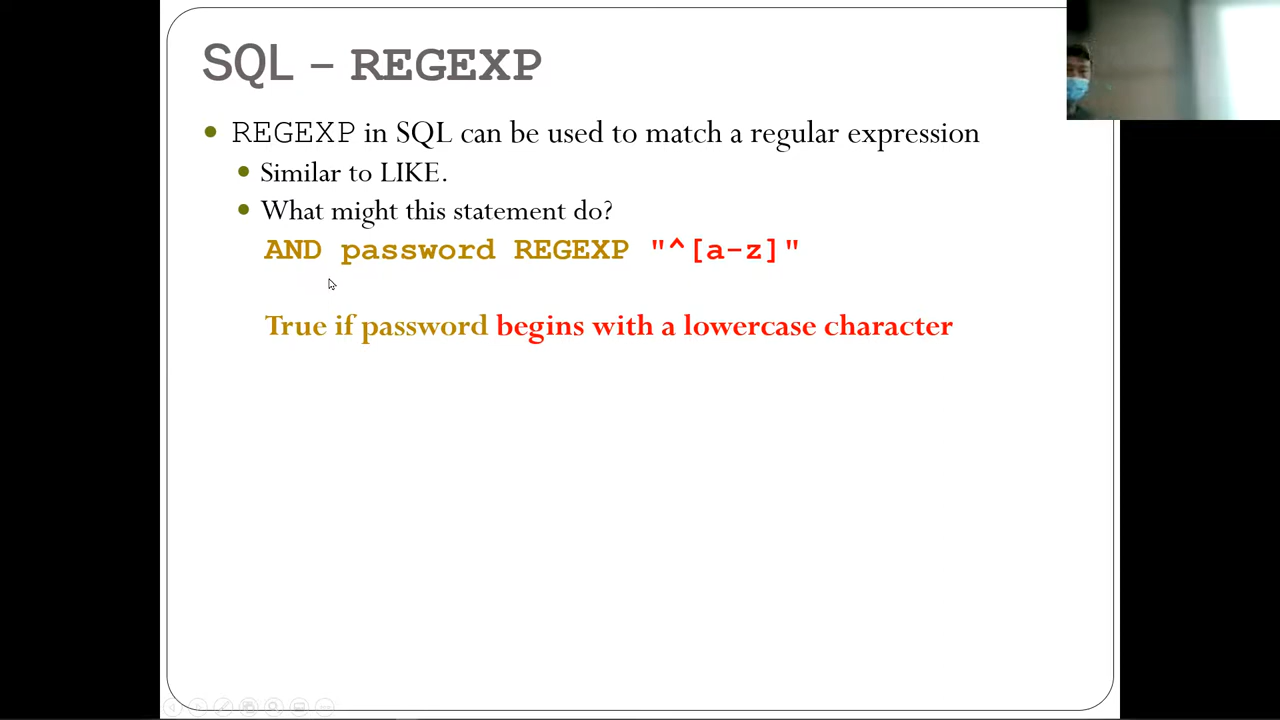 SQL – REGEXP
REGEXP in SQL can be used to match a regular expression
Similar to LIKE.
What might this statement do?
AND password REGEXP "^[a-z]"
True if password begins with a lowercase character